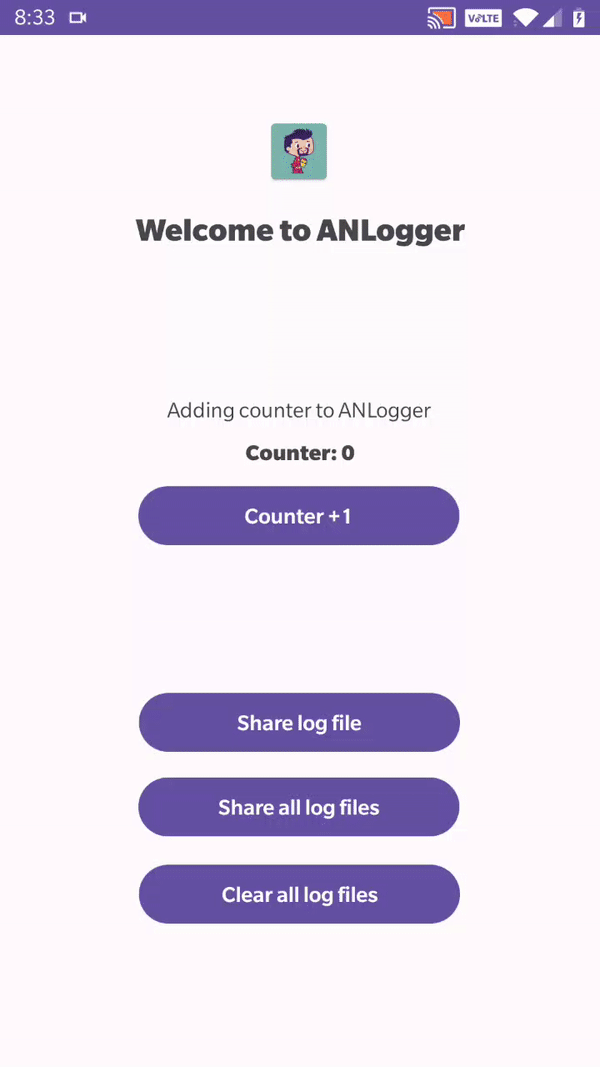 8:33
VoLTE
Welcome to ANLogger
Adding counter to ANLogger
Counter: 0
Counter +1
Share log file
Share all log files
Clear all log files